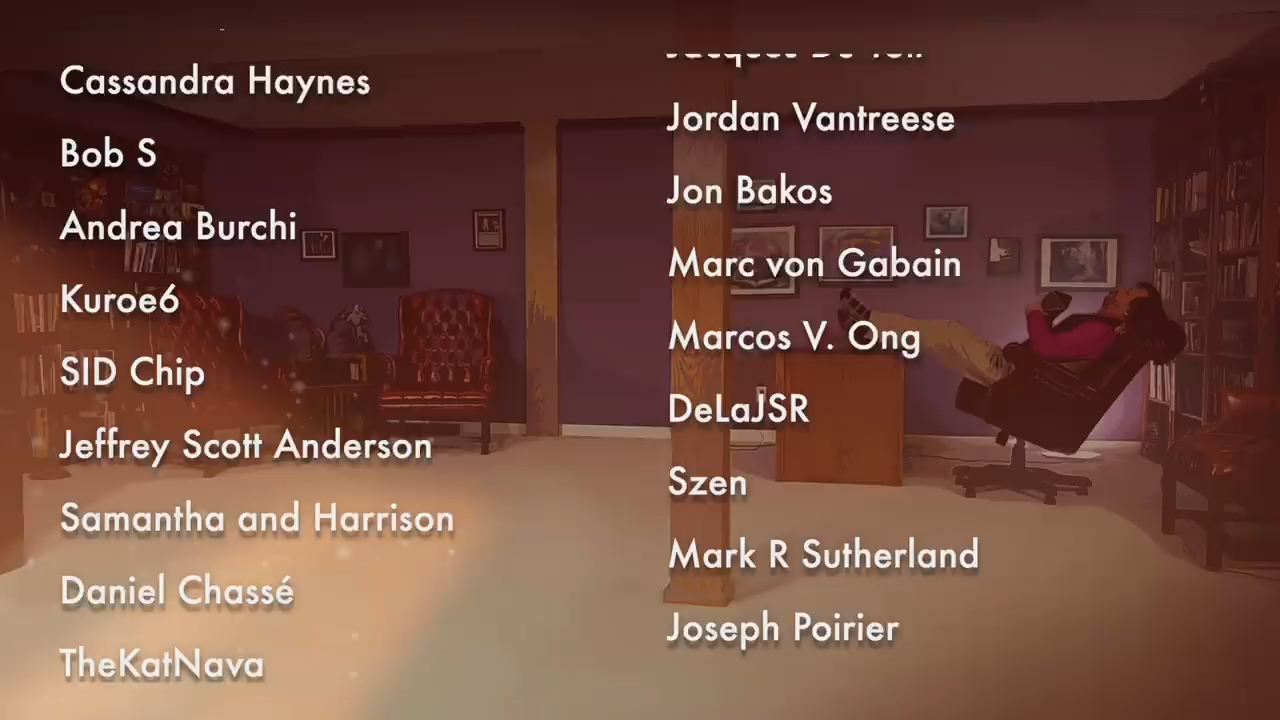 Cassandra Haynes
Bob S
Andrea Burchi
Kuroe6
SID Chip
Jeffrey Scott Anderson
Samantha and Harrison
Daniel Chassé
TheKatNava
Jordan Vantreese
Jon Bakos
Marc von Gabain
Marcos V. Ong
DeLaJSR
Szen
Mark R Sutherland
Joseph Poirier